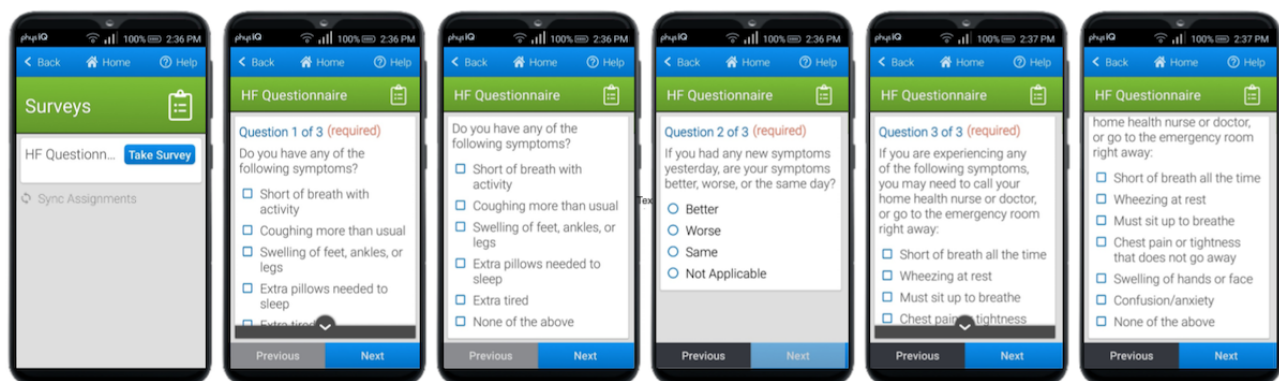 physIQ 100% 2:36 PM
Back Home Help
Surveys
HF Questionn... Take Survey
Sync Assignments
physIQ 100% 2:36 PM
Back Home Help
HF Questionnaire
Question 1 of 3 (required)
Do you have any of the
following symptoms?
Short of breath with
activity
Coughing more than usual
Swelling of feet, ankles, or
legs
Extra pillows needed to
sleep
Extra tired
Previous Next
physIQ 100% 2:36 PM
Back Home Help
HF Questionnaire
Do you have any of the
following symptoms?
Short of breath with
activity
Coughing more than usual
Swelling of feet, ankles, or
legs
Extra pillows needed to
sleep
Extra tired
None of the above
Previous Next
Tex
physIQ 100% 2:36 PM
Back Home Help
HF Questionnaire
Question 2 of 3 (required)
If you had any new symptoms
yesterday, are your symptoms
better, worse, or the same day?
Better
Worse
Same
Not Applicable
Previous Next
physIQ 100% 2:37 PM
Back Home Help
HF Questionnaire
Question 3 of 3 (required)
If you are experiencing any
of the following symptoms,
you may need to call your
home health nurse or doctor,
or go to the emergency room
right away:
Short of breath all the time
Wheezing at rest
Must sit up to breathe
Chest pain tightness
Previous Next
physIQ 100% 2:37 PM
Back Home Help
HF Questionnaire
home health nurse or doctor,
or go to the emergency room
right away:
Short of breath all the time
Wheezing at rest
Must sit up to breathe
Chest pain or tightness
that does not go away
Swelling of hands or face
Confusion/anxiety
None of the above
Previous Next